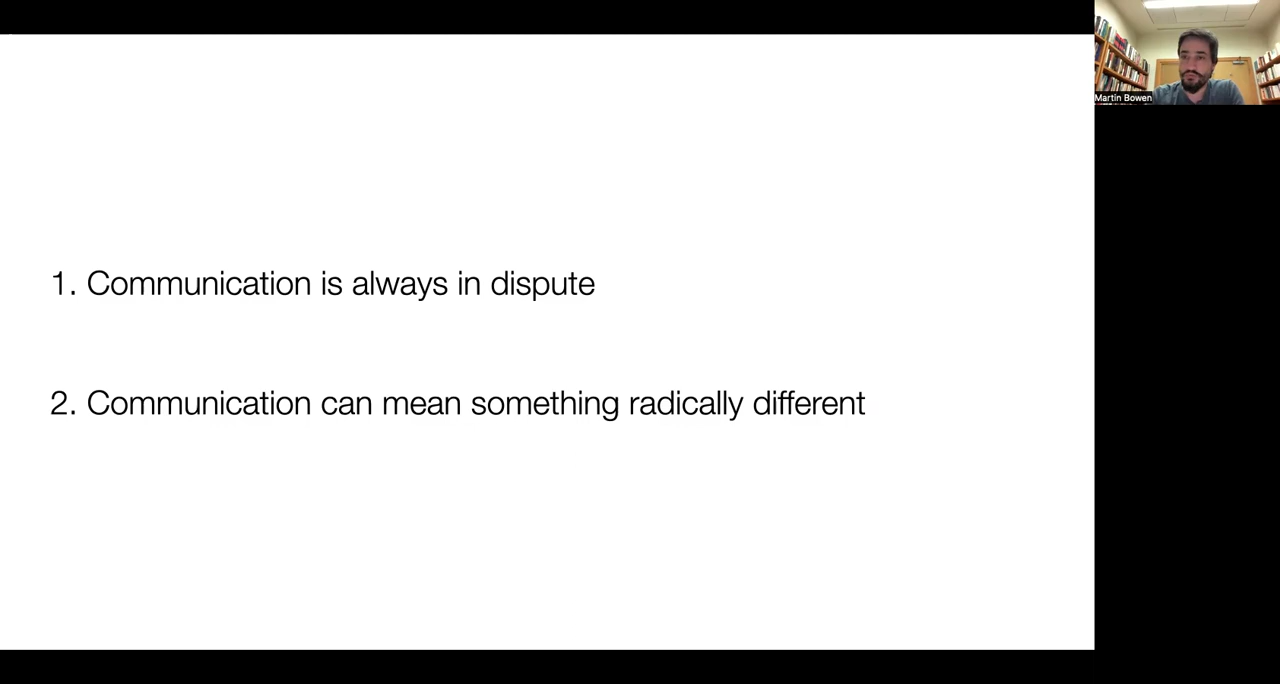 Martin Bowen
1. Communication is always in dispute
2. Communication can mean something radically different